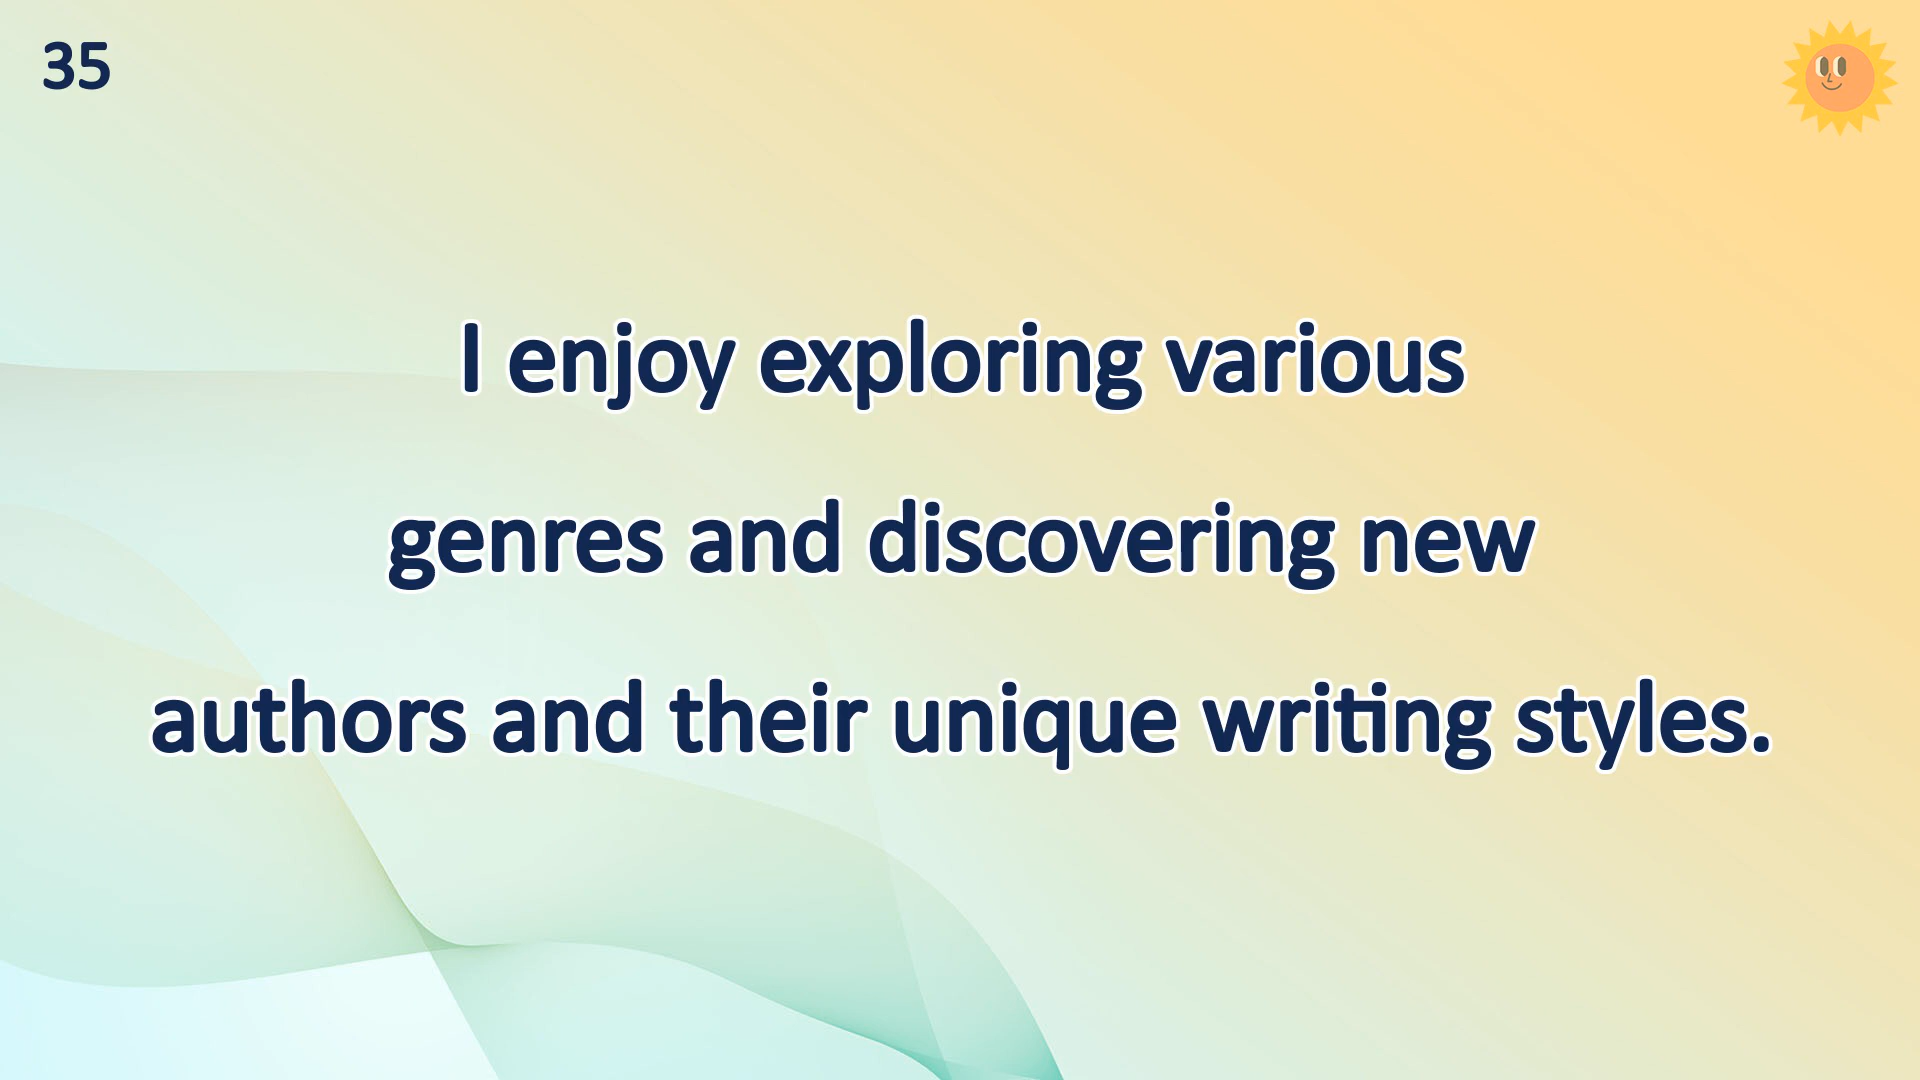 35
I enjoy exploring various
genres and discovering new
authors and their unique writing styles.